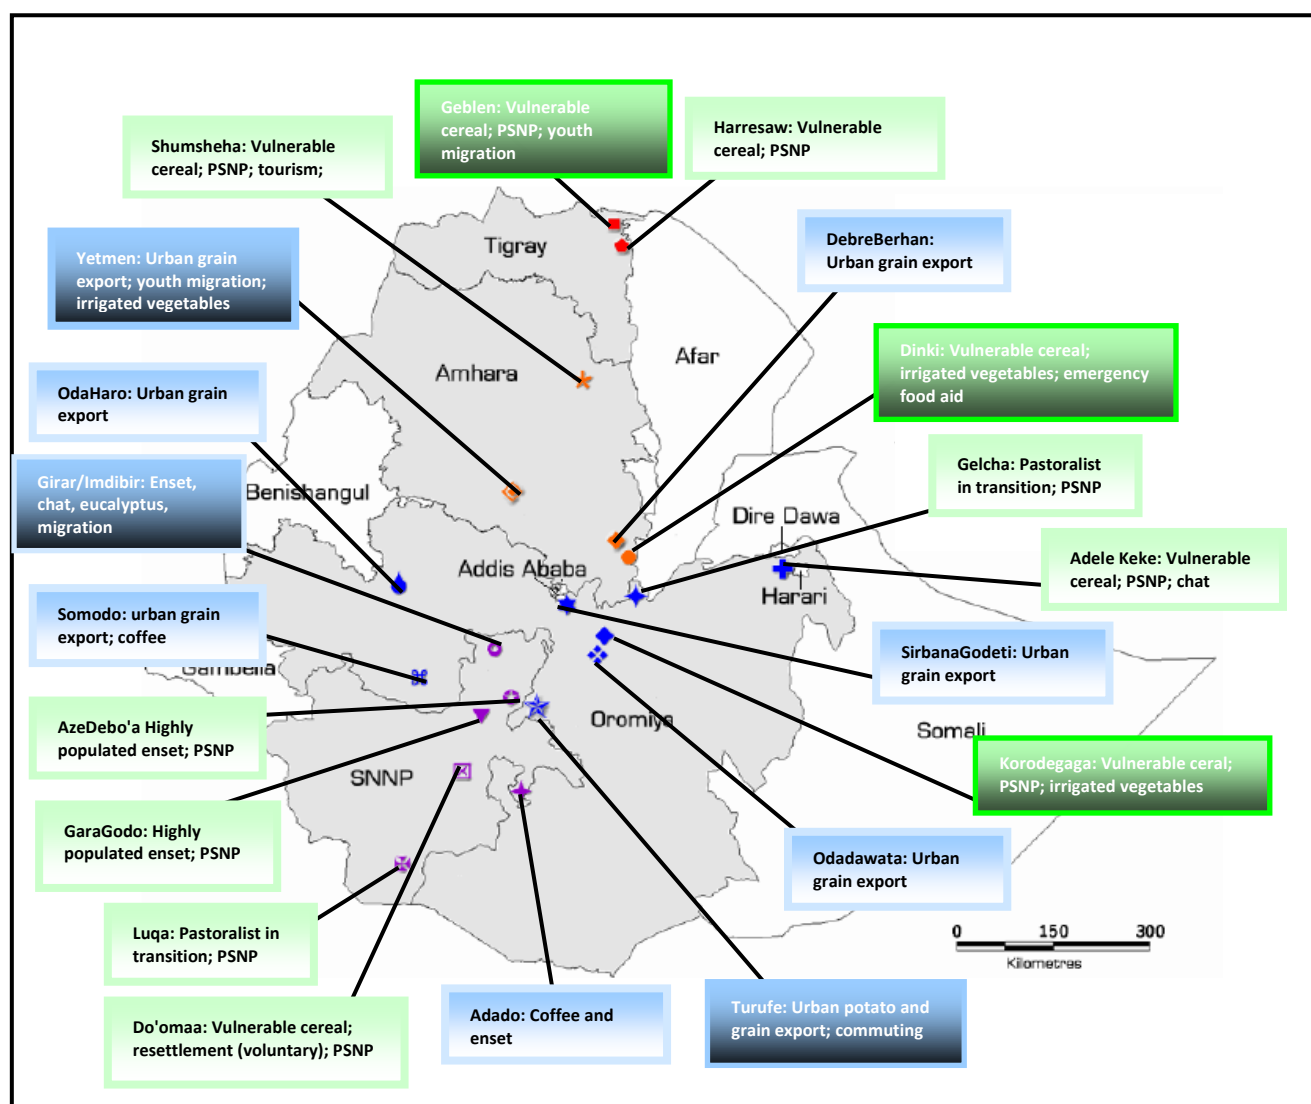 Geblen: Vulnerable
cereal; PSNP; youth
migration
Harresaw: Vulnerable
cereal; PSNP
Shumsheha: Vulnerable
cereal; PSNP; tourism;
DebreBerhan:
Urban grain export
Yetmen: Urban grain
export; youth migration;
irrigated vegetables
Tigray
Afar
Amhara
Dinki: Vulnerable cereal;
irrigated vegetables; emergency
food aid
OdaHaro: Urban grain
export
Gelcha: Pastoralist
in transition; PSNP
Girar/Imdibir: Enset,
chat, eucalyptus,
migration
Benishangul
Dire Dawa
Addis Ababa
Harari
Adele Keke: Vulnerable
cereal; PSNP; chat
Somodo: urban grain
export; coffee
Gambella
SirbanaGodeti: Urban
grain export
AzeDebo'a Highly
populated enset; PSNP
Oromiya
Somali
SNNP
Korodegaga: Vulnerable ceral;
PSNP; irrigated vegetables
GaraGodo: Highly
populated enset; PSNP
Odadawata: Urban
grain export
Luqa: Pastoralist in
transition; PSNP
0 150 300
Kilometres
Do'omaa: Vulnerable cereal;
resettlement (voluntary); PSNP
Adado: Coffee and
enset
Turufe: Urban potato and
grain export; commuting